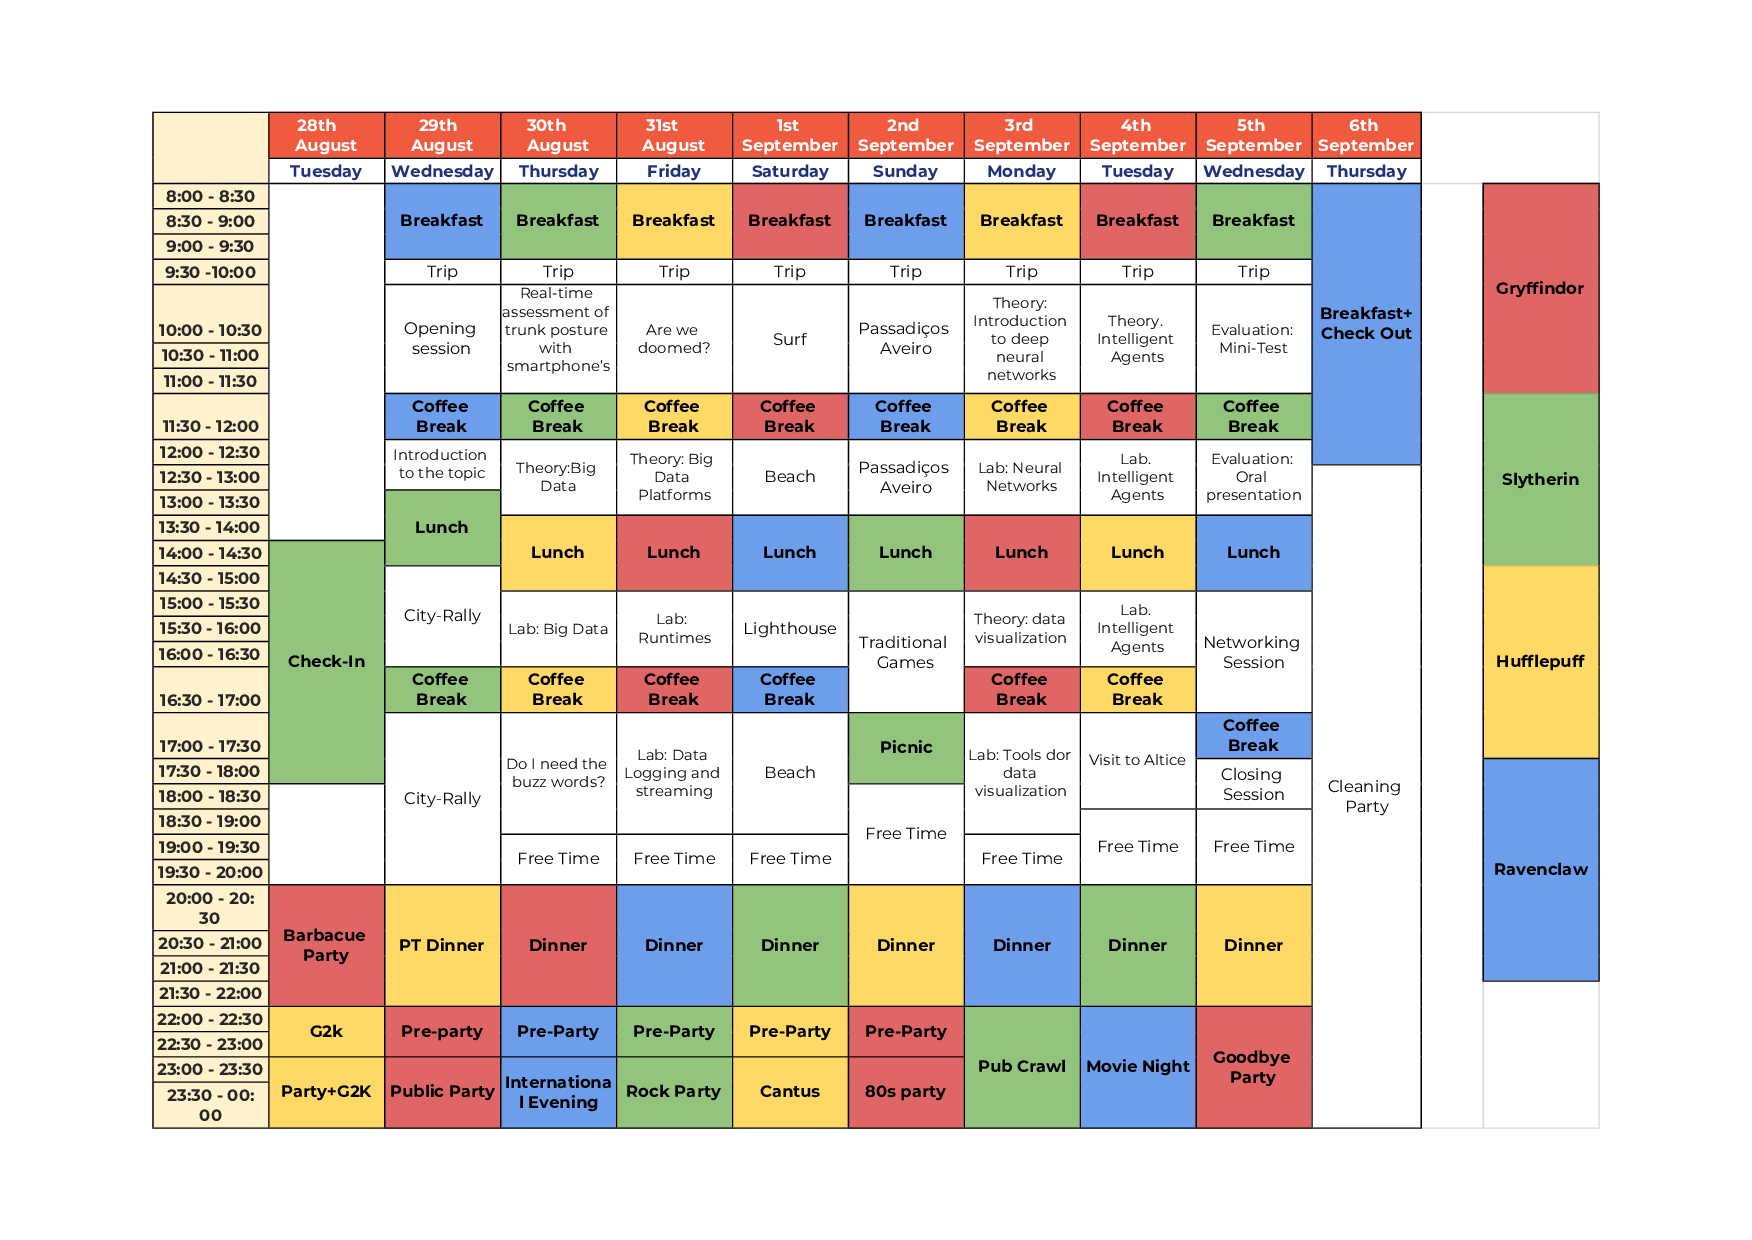 28th August
29th August
30th August
31st August
1st September
2nd September
3rd September
4th September
5th September
6th September
Tuesday
Wednesday
Thursday
Friday
Saturday
Sunday
Monday
Tuesday
Wednesday
Thursday
8:00 - 8:30
8:30 - 9:00
9:00 - 9:30
Breakfast
Breakfast
Breakfast
Breakfast
Breakfast
Breakfast
Breakfast
Breakfast
Breakfast+
Check Out
9:30 -10:00
Trip
Trip
Trip
Trip
Trip
Trip
Trip
Trip
10:00 - 10:30
10:30 - 11:00
11:00 - 11:30
Opening
session
Real-time
assessment of
trunk posture
with
smartphone's
Are we
doomed?
Surf
Passadiços
Aveiro
Theory:
Introduction
to deep
neural
networks
Theory.
Intelligent
Agents
Evaluation:
Mini-Test
Gryffindor
11:30 - 12:00
Coffee
Break
Coffee
Break
Coffee
Break
Coffee
Break
Coffee
Break
Coffee
Break
Coffee
Break
Coffee
Break
12:00 - 12:30
12:30 - 13:00
13:00 - 13:30
13:30 - 14:00
14:00 - 14:30
14:30 - 15:00
Introduction
to the topic
Theory:Big
Data
Theory: Big
Data
Platforms
Beach
Passadiços
Aveiro
Lab: Neural
Networks
Lab.
Intelligent
Agents
Evaluation:
Oral
presentation
Slytherin
Lunch
Lunch
Lunch
Lunch
Lunch
Lunch
Lunch
Lunch
15:00 - 15:30
15:30 - 16:00
16:00 - 16:30
Check-In
City-Rally
Lab: Big Data
Lab:
Runtimes
Lighthouse
Traditional
Games
Theory: data
visualization
Lab.
Intelligent
Agents
Networking
Session
Hufflepuff
16:30 - 17:00
Coffee
Break
Coffee
Break
Coffee
Break
Coffee
Break
Coffee
Break
Coffee
Break
17:00 - 17:30
17:30 - 18:00
18:00 - 18:30
18:30 - 19:00
19:00 - 19:30
19:30 - 20:00
City-Rally
Do I need the
buzz words?
Lab: Data
Logging and
streaming
Beach
Picnic
Lab: Tools dor
data
visualization
Visit to Altice
Coffee
Break
Closing
Session
Cleaning
Party
Free Time
Free Time
Free Time
Free Time
Free Time
Free Time
Free Time
Ravenclaw
20:00 - 20:
30
20:30 - 21:00
21:00 - 21:30
21:30 - 22:00
Barbacue
Party
PT Dinner
Dinner
Dinner
Dinner
Dinner
Dinner
Dinner
Dinner
22:00 - 22:30
22:30 - 23:00
G2k
Pre-party
Pre-Party
Pre-Party
Pre-Party
Pre-Party
Pub Crawl
Movie Night
Goodbye
Party
23:00 - 23:30
23:30 - 00:
00
Party+G2K
Public Party
Internationa
l Evening
Rock Party
Cantus
80s party